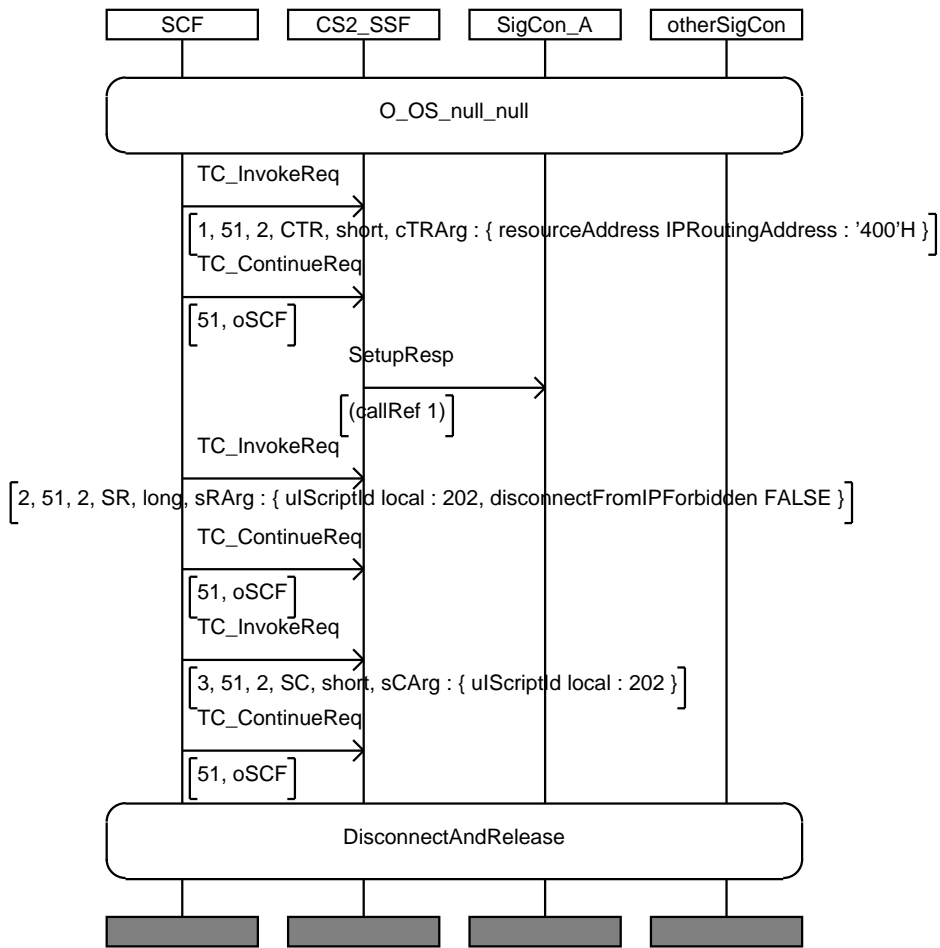 SCF CS2_SSF SigCon_A otherSigCon
O_OS_null_null
TC_InvokeReq
1, 51, 2, CTR, short, cTRArg : { resourceAddress IPRoutingAddress : '400'H }
TC_ContinueReq
51, oSCF
SetupResp
(callRef 1)
TC_InvokeReq
2, 51, 2, SR, long, sRArg : { uIScriptId local : 202, disconnectFromIPForbidden FALSE }
TC_ContinueReq
51, oSCF
TC_InvokeReq
3, 51, 2, SC, short, sCArg : { uIScriptId local : 202 }
TC_ContinueReq
51, oSCF
DisconnectAndRelease